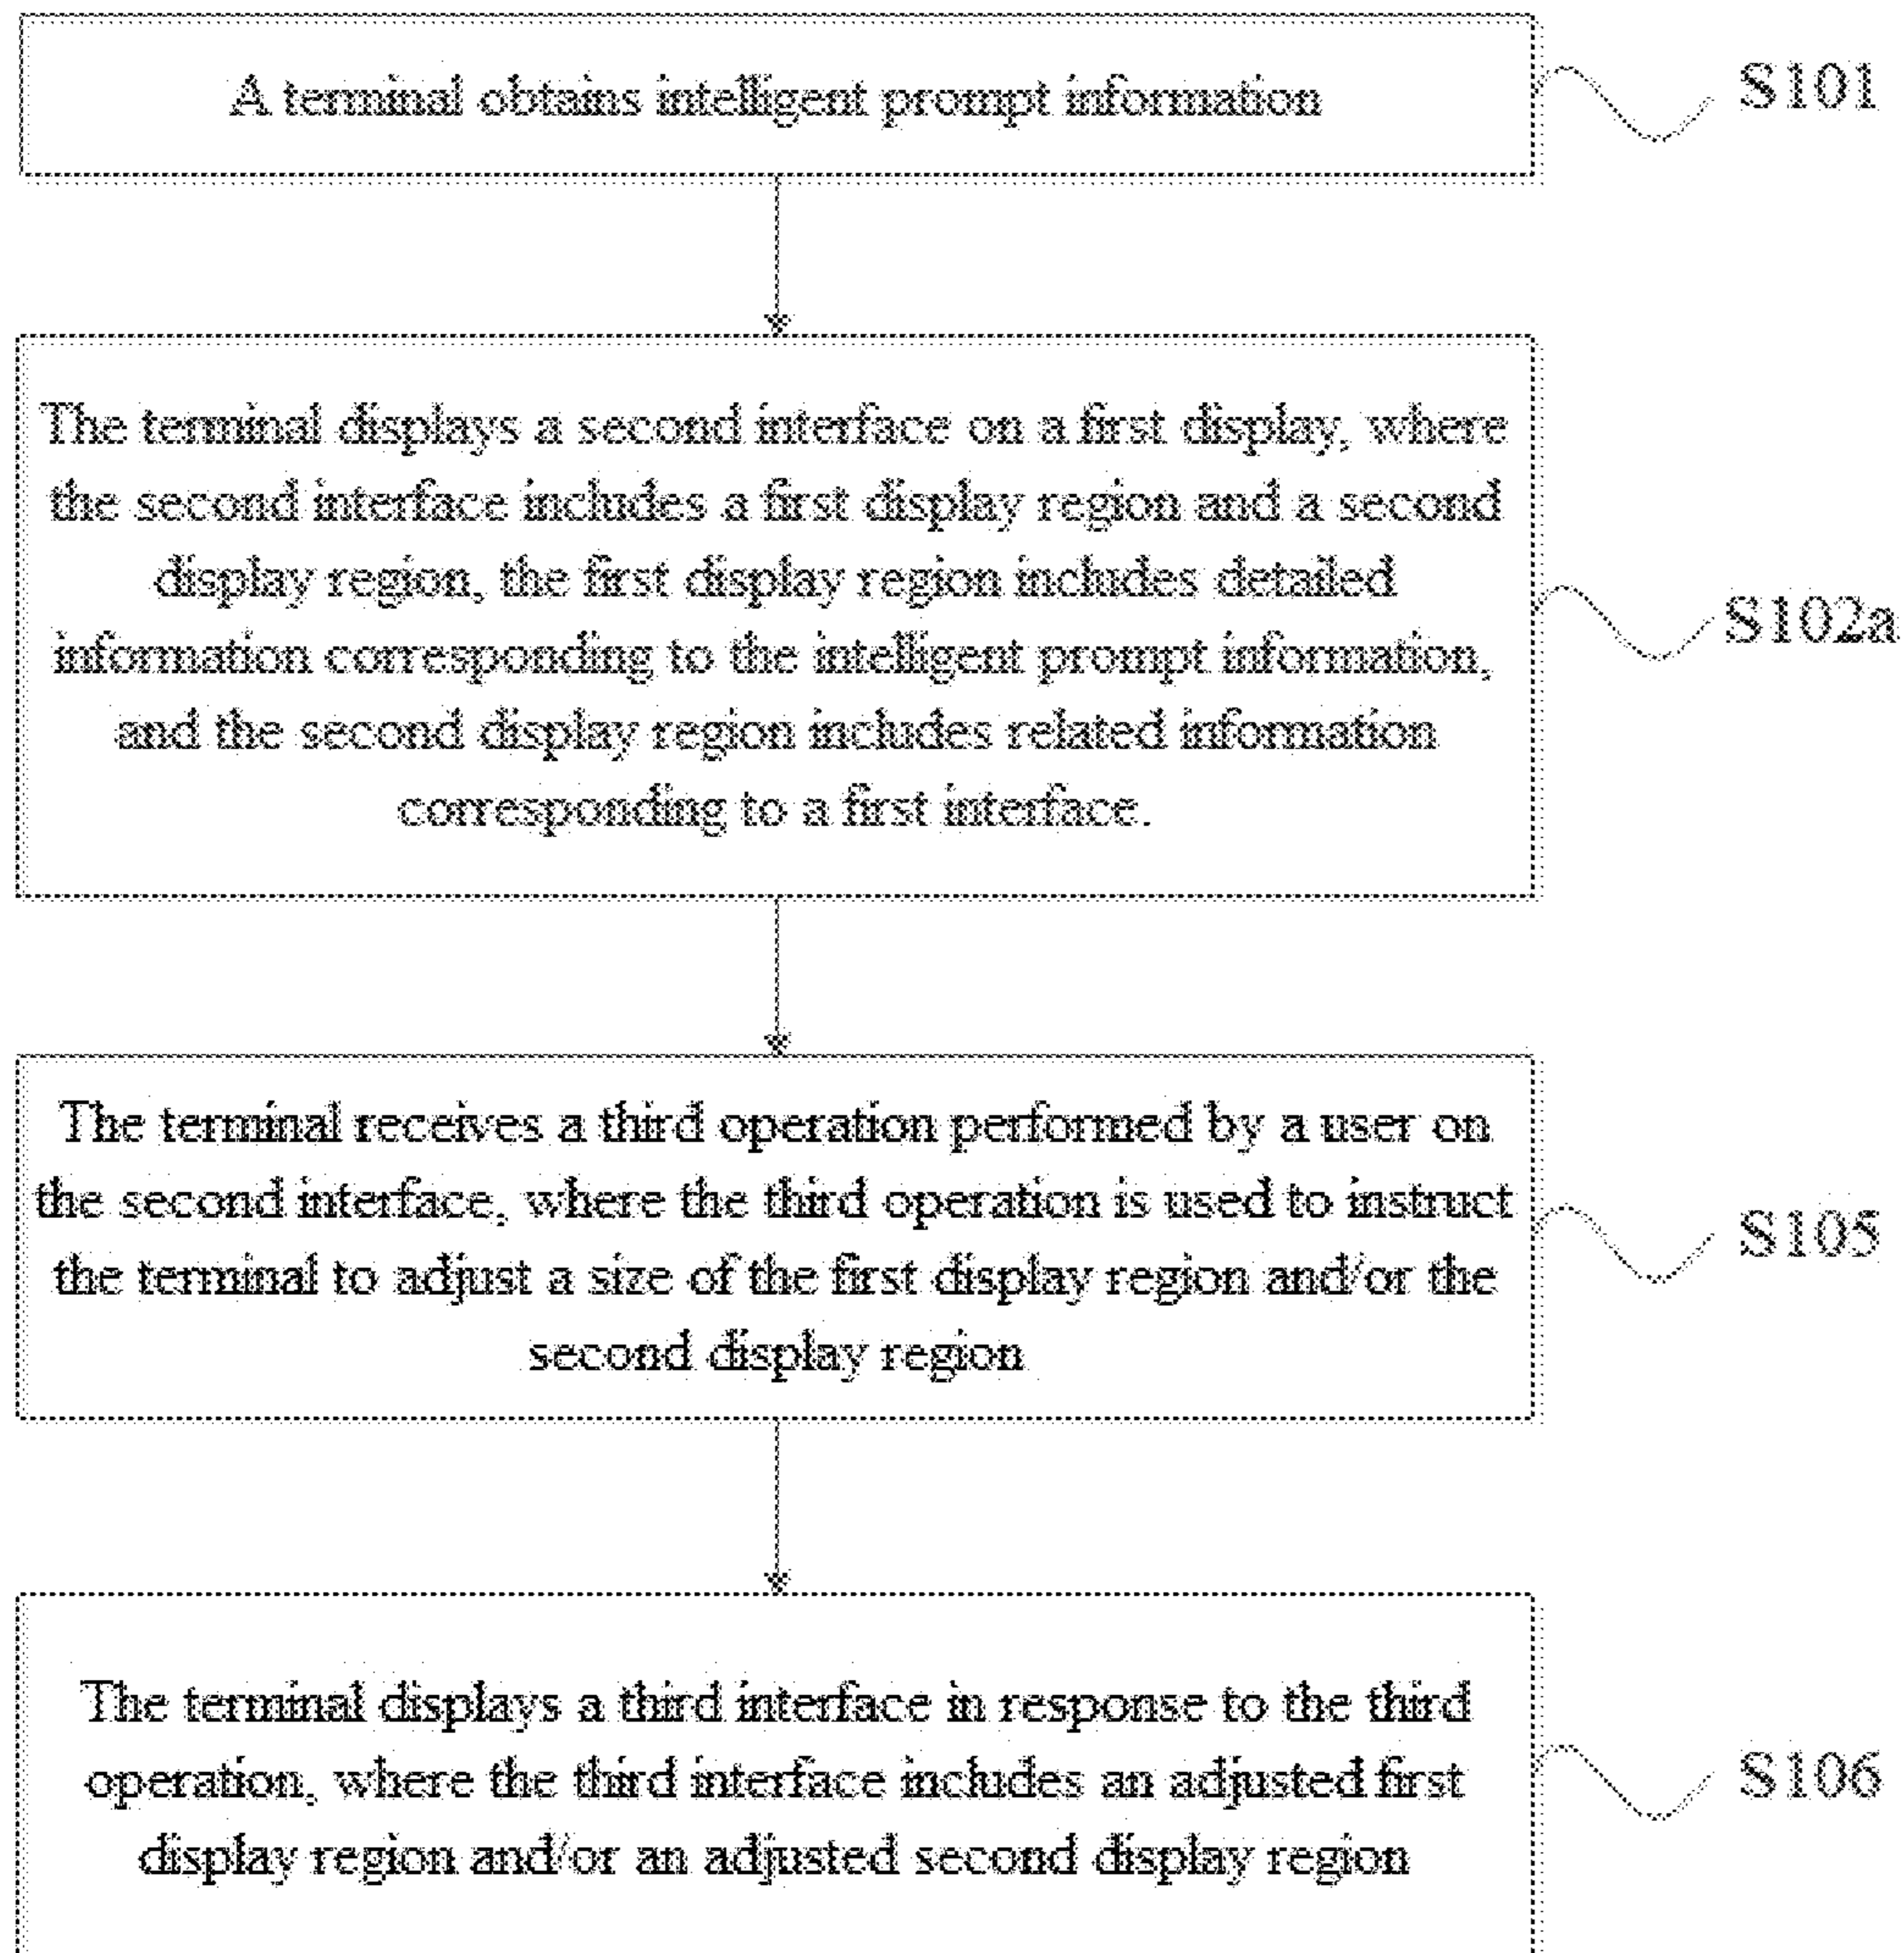 A terminal obtains intelligent prompt information
S101
The terminal displays a second interface on a first display, where
the second interface includes a first display region and a second
display region, the first display region includes detailed
information corresponding to the intelligent prompt information,
and the second display region includes related information
corresponding to a first interface.
S102a
The terminal receives a third operation performed by a user on
the second interface, where the third operation is used to instruct
the terminal to adjust a size of the first display region and/or the
second display region
S105
The terminal displays a third interface in response to the third
operation, where the third interface includes an adjusted first
display region and/or an adjusted second display region
S106